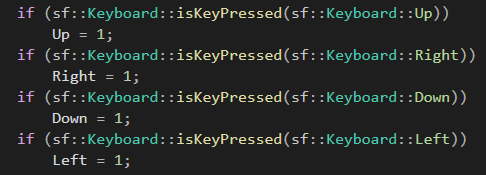 if (sf::Keyboard::isKeyPressed(sf::Keyboard::Up))
    Up = 1;
if (sf::Keyboard::isKeyPressed(sf::Keyboard::Right))
    Right = 1;
if (sf::Keyboard::isKeyPressed(sf::Keyboard::Down))
    Down = 1;
if (sf::Keyboard::isKeyPressed(sf::Keyboard::Left))
    Left = 1;